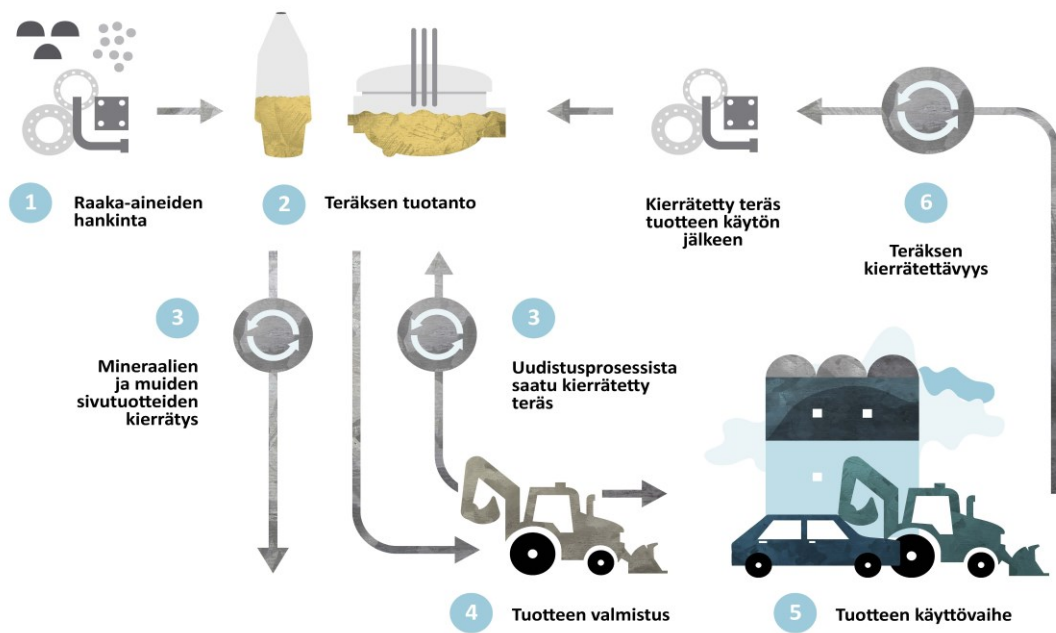 1
Raaka-aineiden
hankinta
2
Teräksen tuotanto
Kierrätetty teräs
tuotteen käytön
jälkeen
6
Teräksen
kierrätettävyys
3
Mineraalien
ja muiden
sivutuotteiden
kierrätys
3
Uudistusprosessista
saatu kierrätetty
teräs
4
Tuotteen valmistus
5
Tuotteen käyttövaihe